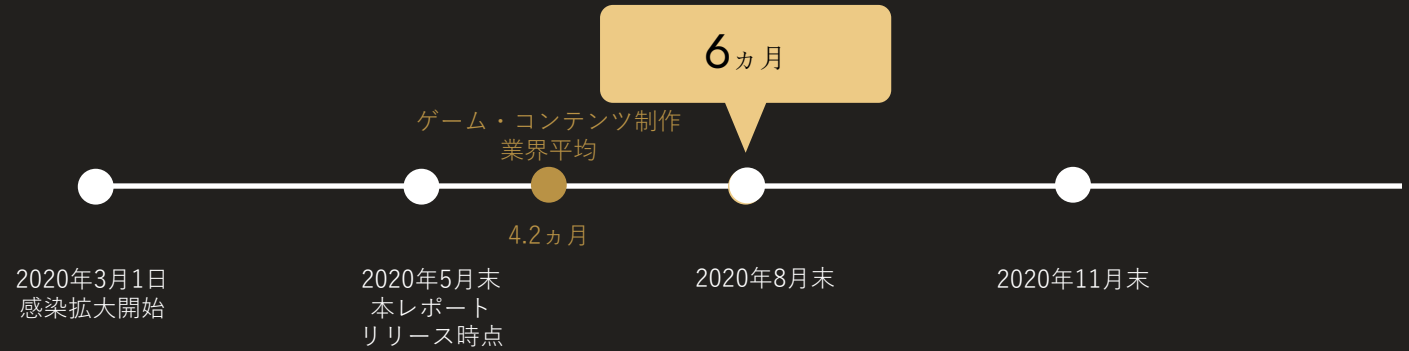 6ヵ月
ゲーム・コンテンツ制作
業界平均
4.2ヵ月
2020年3月1日
感染拡大開始
2020年5月末
本レポート
リリース時点
2020年8月末
2020年11月末